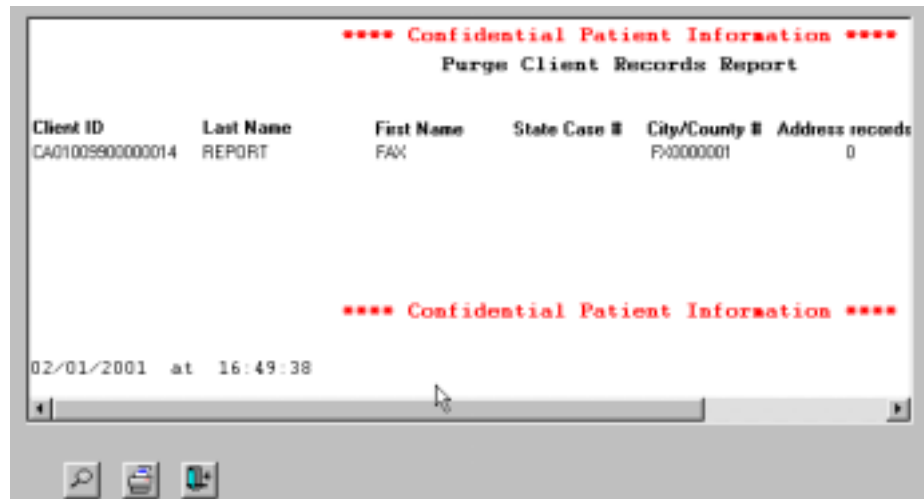 **** Confidential Patient Information ****
Purge Client Records Report
Client ID Last Name First Name State Case # City/County # Address records
CA01009900000014 REPORT FAX FX0000001 0
**** Confidential Patient Information ****
02/01/2001 at 16:49:38